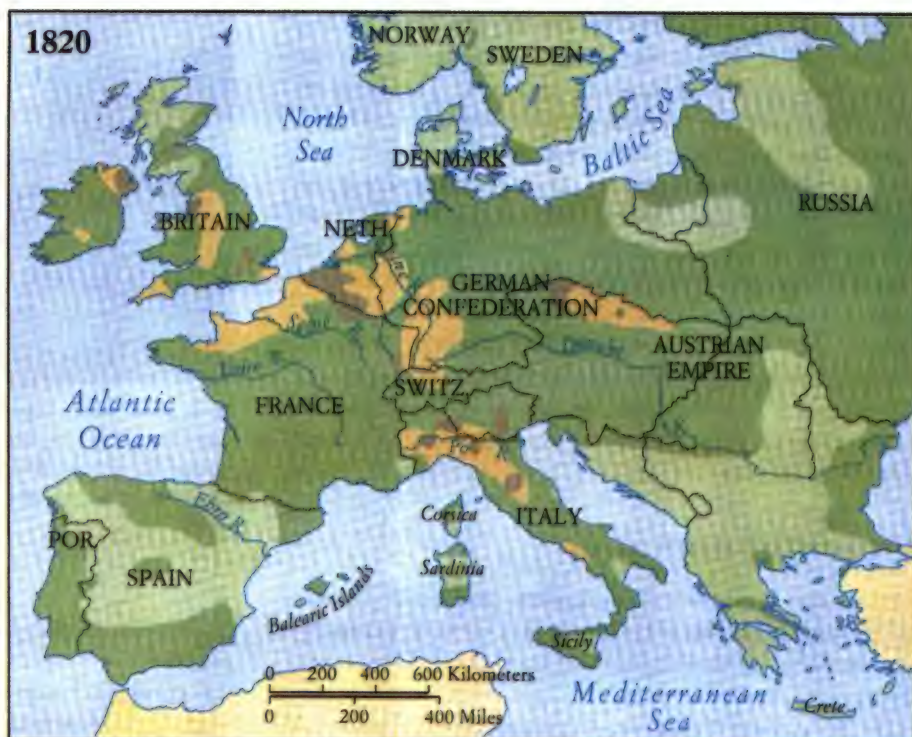 1820
NORWAY
SWEDEN
North
Sea
Baltic Sea
DENMARK
RUSSIA
BRITAIN
NETH
GERMAN
CONFEDERATION
Seine
Loire
Danube
AUSTRIAN
EMPIRE
SWITZ
FRANCE
Atlantic
Ocean
Po R.
Ebro R.
Corsica
ITALY
POR
SPAIN
Sardinia
Balearic Islands
Sicily
0 200 400 600 Kilometers
0 200 400 Miles
Mediterranean
Sea
Crete